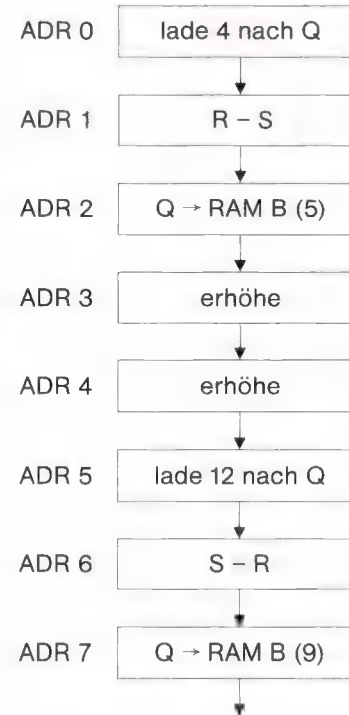 ADR 0 lade 4 nach Q
ADR 1 R – S
ADR 2 Q → RAM B (5)
ADR 3 erhöhe
ADR 4 erhöhe
ADR 5 lade 12 nach Q
ADR 6 S – R
ADR 7 Q → RAM B (9)